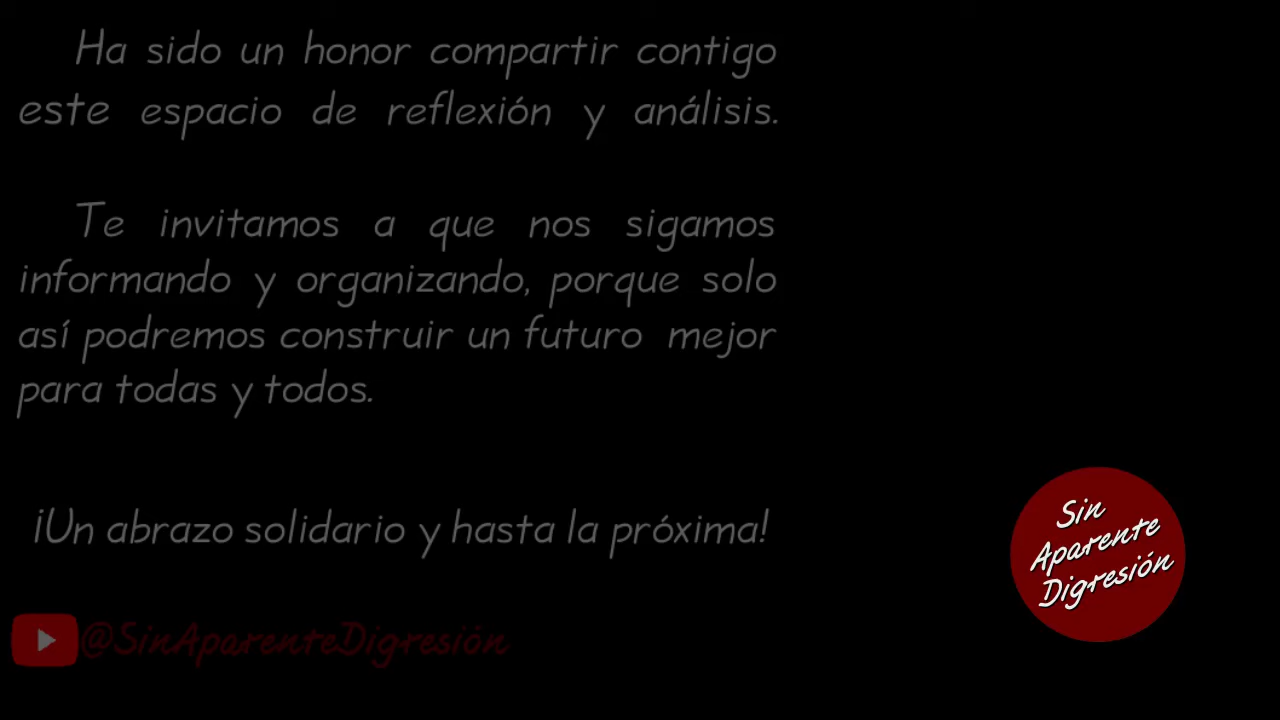 Ha sido un honor compartir contigo
este espacio de reflexión y análisis.
Te invitamos a que nos sigamos
informando y organizando, porque solo
así podremos construir un futuro mejor
para todas y todos.
¡Un abrazo solidario y hasta la próxima!
@SinAparenteDigresión
Sin
Aparente
Digresión